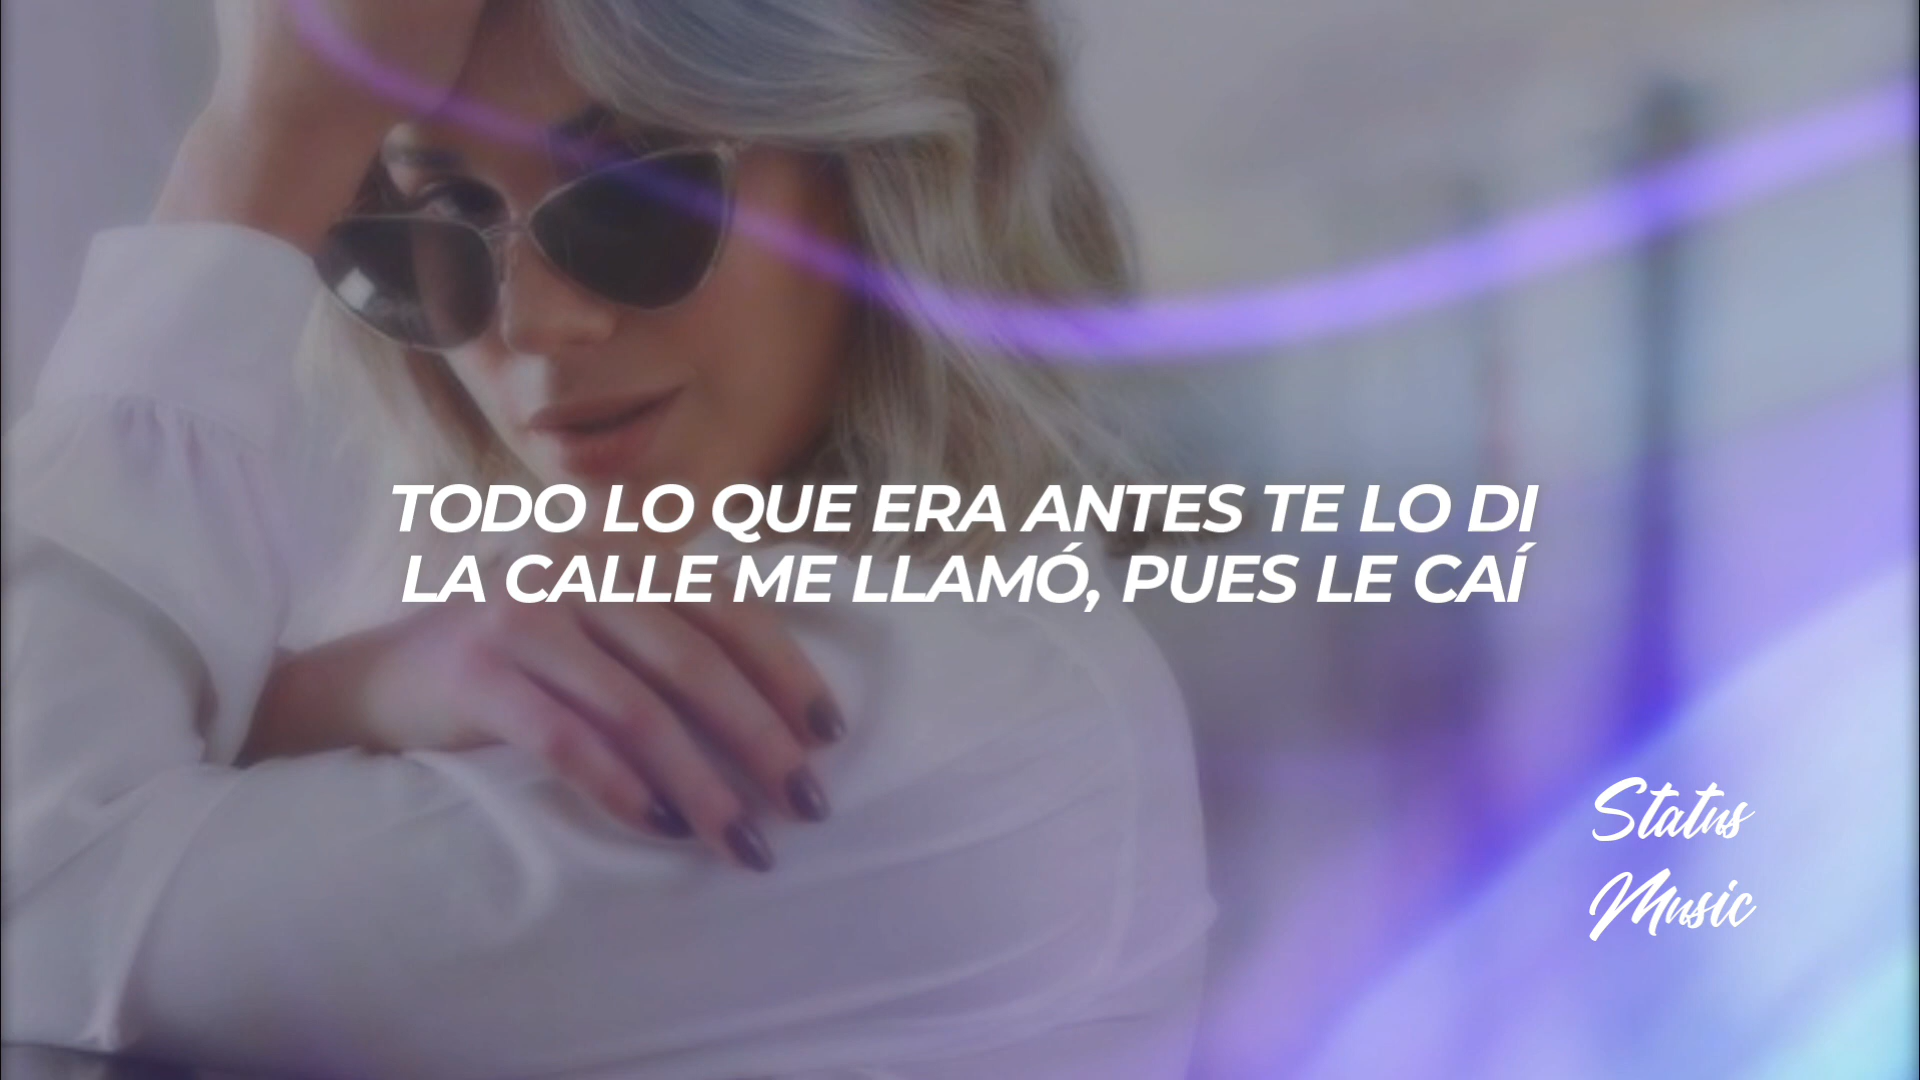 TODO LO QUE ERA ANTES TE LO DI
LA CALLE ME LLAMÓ, PUES LE CAÍ
Status
Music